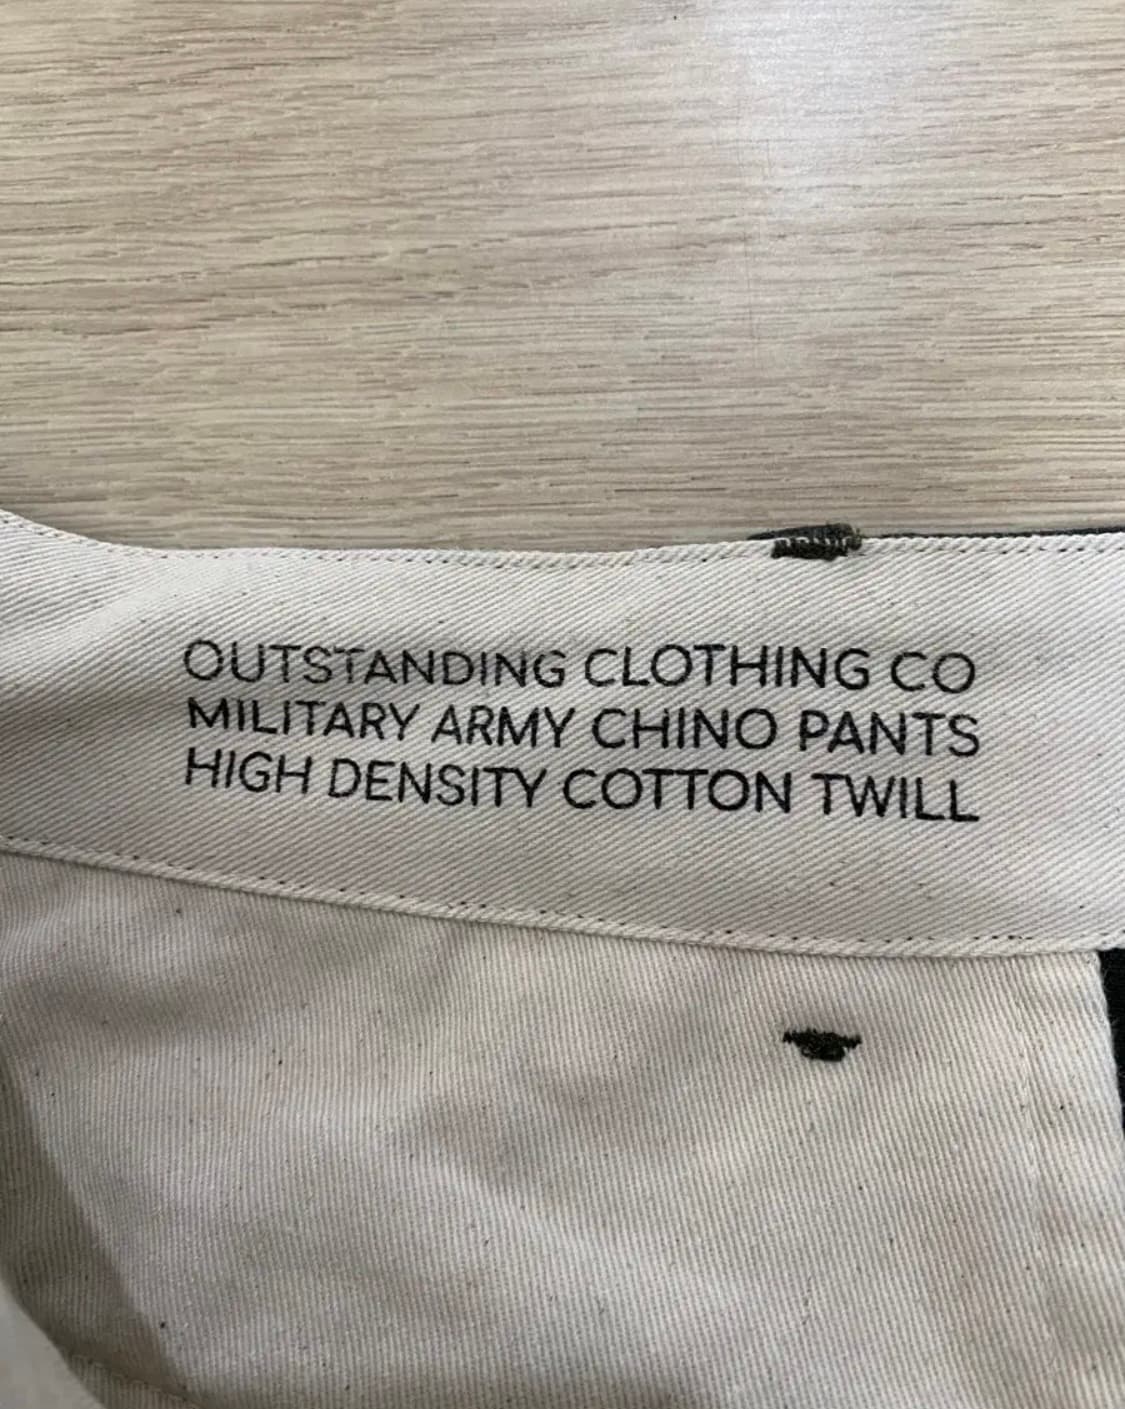 OUTSTANDING CLOTHING CO
MILITARY ARMY CHINO PANTS
HIGH DENSITY COTTON TWILL